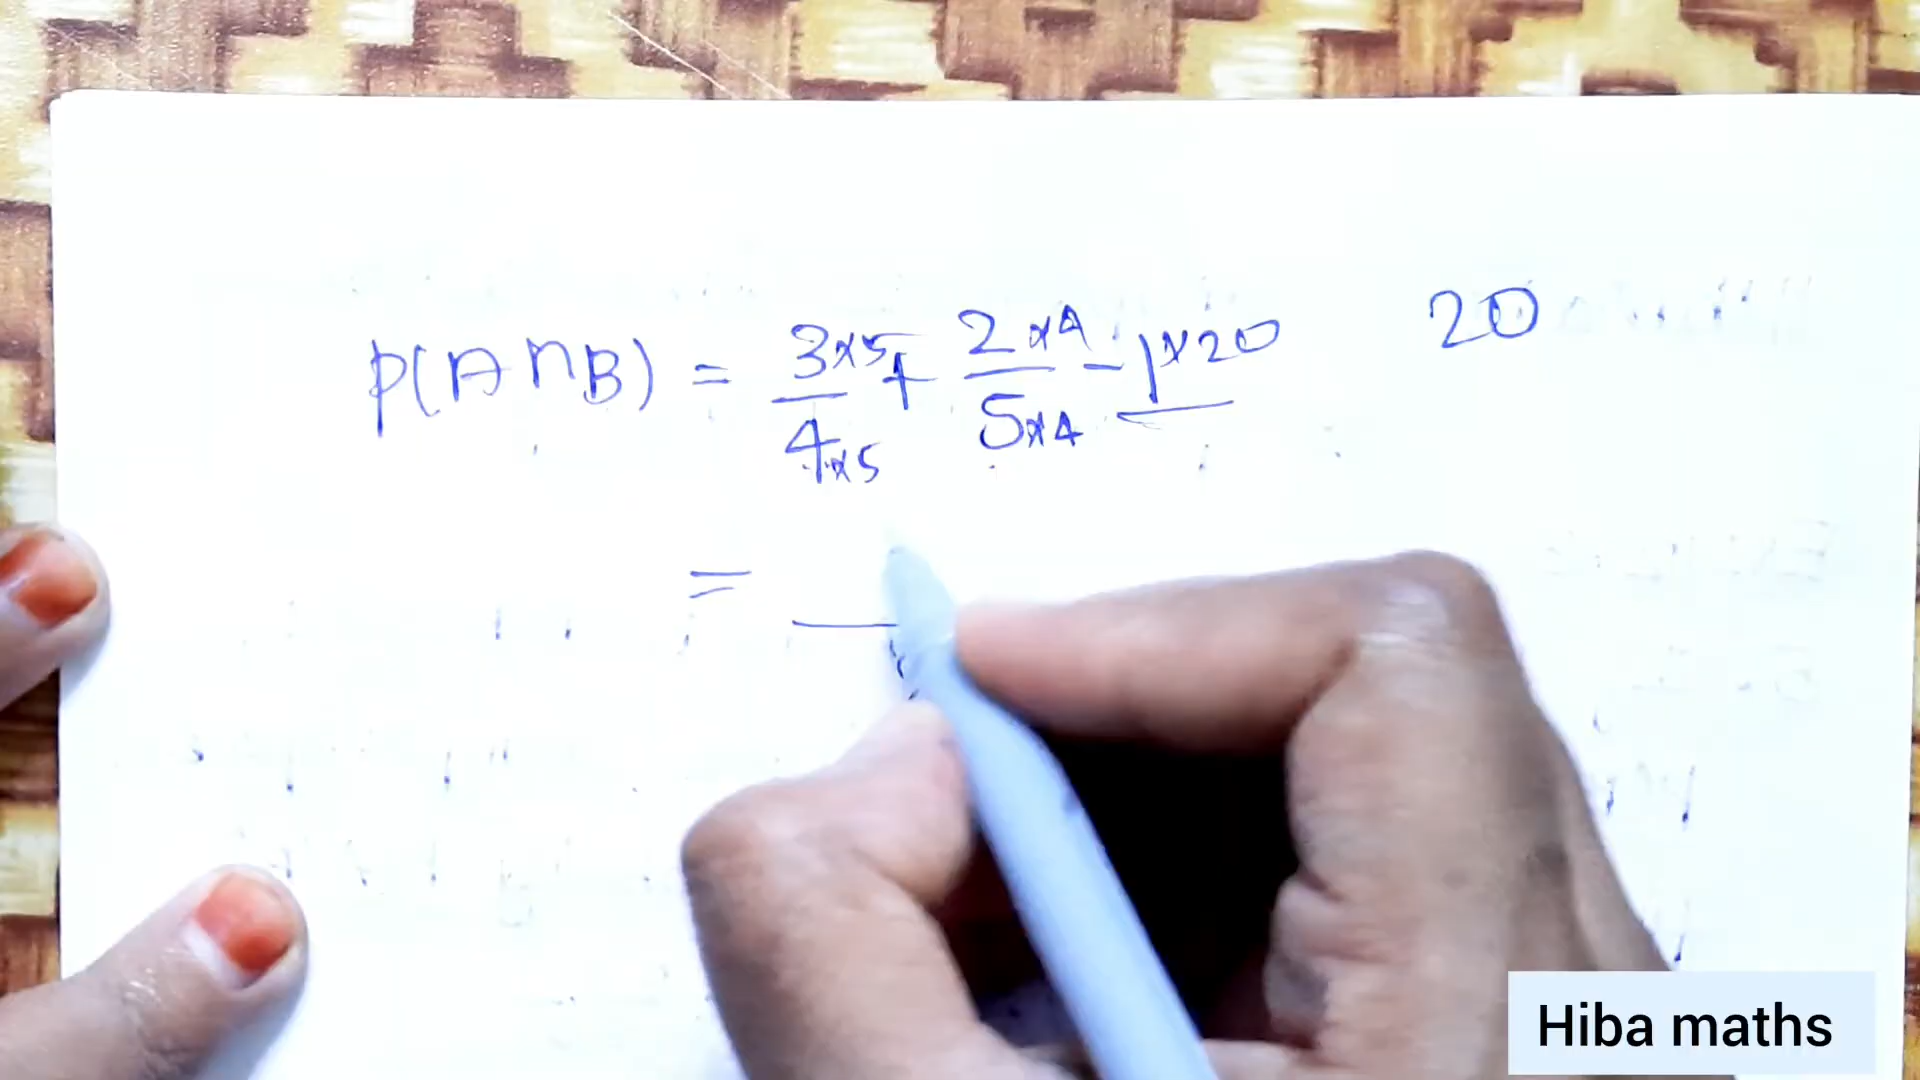 P(A∩B) = 3×5/4×5 + 2×4/5×4 - 1×20/ 20
=
Hiba maths